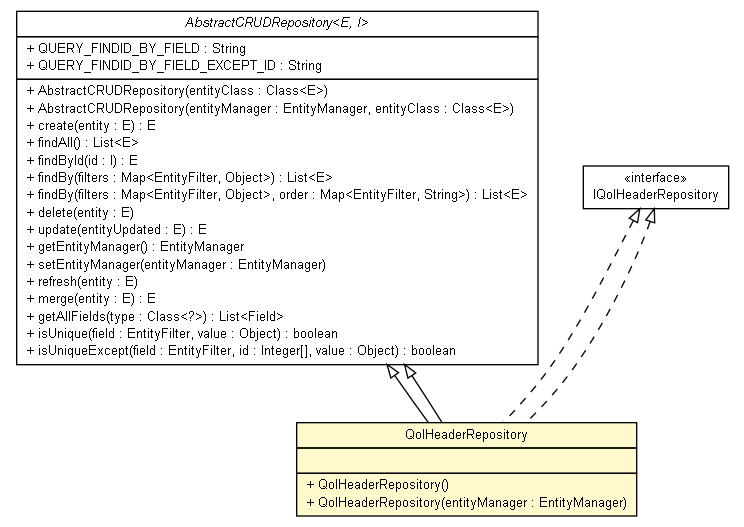 AbstractCRUDRepository<E, I>
+ QUERY_FINDID_BY_FIELD : String
+ QUERY_FINDID_BY_FIELD_EXCEPT_ID : String
+ AbstractCRUDRepository(entityClass : Class<E>)
+ AbstractCRUDRepository(entityManager : EntityManager, entityClass : Class<E>)
+ create(entity : E) : E
+ findAll() : List<E>
+ findById(id : I) : E
+ findBy(filters : Map<EntityFilter, Object>) : List<E>
+ findBy(filters : Map<EntityFilter, Object>, order : Map<EntityFilter, String>) : List<E>
+ delete(entity : E)
+ update(entityUpdated : E) : E
+ getEntityManager() : EntityManager
+ setEntityManager(entityManager : EntityManager)
+ refresh(entity : E)
+ merge(entity : E) : E
+ getAllFields(type : Class<?>) : List<Field>
+ isUnique(field : EntityFilter, value : Object) : boolean
+ isUniqueExcept(field : EntityFilter, id : Integer[], value : Object) : boolean
«interface»
IQolHeaderRepository
QolHeaderRepository
+ QolHeaderRepository()
+ QolHeaderRepository(entityManager : EntityManager)